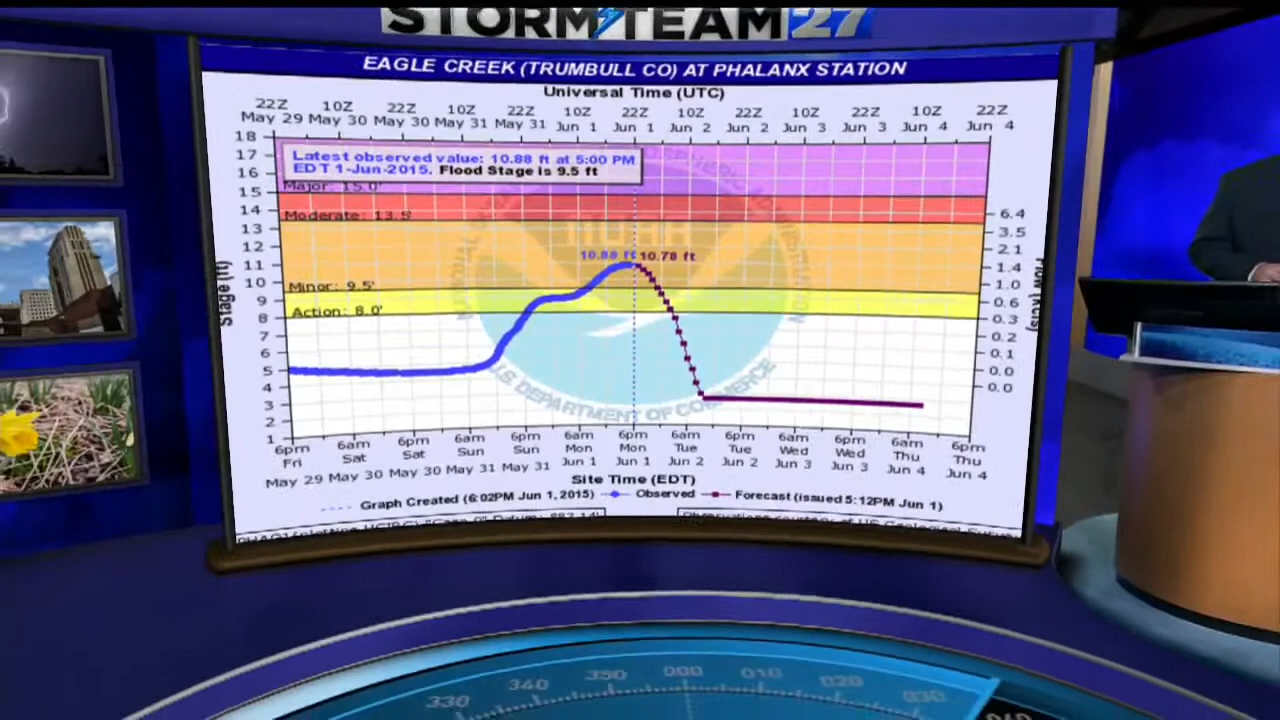 STORM TEAM 27
EAGLE CREEK (TRUMBULL CO) AT PHALANX STATION
Universal Time (UTC)
22Z 10Z 22Z 10Z 22Z 10Z 22Z 10Z 22Z 10Z 22Z 10Z 22Z
May 29 May 30 May 30 May 31 May 31 Jun 1 Jun 1 Jun 2 Jun 2 Jun 3 Jun 3 Jun 4 Jun 4
18
17
16
15
14
13
12
11
10
9
8
7
6
5
4
3
2
1
Stage (ft)
Latest observed value: 10.88 ft at 5:00 PM
EDT 1-Jun-2015. Flood Stage is 9.5 ft
Major: 15.0'
Moderate: 13.5'
10.88 ft 10.78 ft
Minor: 9.5'
Action: 8.0'
NOAA
U.S. DEPARTMENT OF COMMERCE
6.4
3.5
2.1
1.4
1.0
0.6
0.3
0.2
0.1
0.0
0.0
Flow (kcfs)
6pm 6am 6pm 6am 6pm 6am 6pm 6am 6pm 6am 6pm 6am 6pm
Fri Sat Sat Sun Sun Mon Mon Tue Tue Wed Wed Thu Thu
May 29 May 30 May 30 May 31 May 31 Jun 1 Jun 1 Jun 2 Jun 2 Jun 3 Jun 3 Jun 4 Jun 4
Site Time (EDT)
Graph Created (6:02PM Jun 1, 2015) Observed Forecast (issued 5:12PM Jun 1)
Observations courtesy of US Geological Survey
330 340 350 000 010 020 030